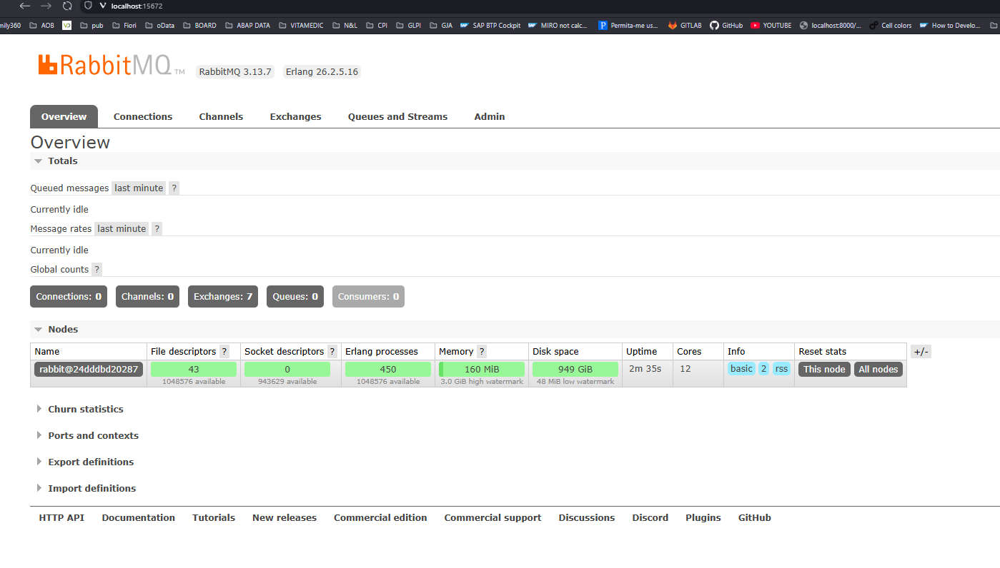 localhost:15672
mily360 AOB pub Fiori oData BOARD ABAP DATA VITAMEDIC N&L CPI GLPI GJA SAP BTP Cockpit MIRO not calc... Permita-me us... GITLAB GitHub YOUTUBE localhost:8000/... Cell colors How to Develo...
RabbitMQ TM RabbitMQ 3.13.7 Erlang 26.2.5.16
Overview Connections Channels Exchanges Queues and Streams Admin
Overview
Totals
Queued messages last minute ?
Currently idle
Message rates last minute ?
Currently idle
Global counts ?
Connections: 0 Channels: 0 Exchanges: 7 Queues: 0 Consumers: 0
Nodes
Name File descriptors ? Socket descriptors ? Erlang processes Memory ? Disk space Uptime Cores Info Reset stats +/-
rabbit@24dddbd20287 43 0 450 160 MiB 949 GiB 2m 35s 12 basic 2 rss This node All nodes
1048576 available 943629 available 1048576 available 3.0 GiB high watermark 48 MiB low watermark
Churn statistics
Ports and contexts
Export definitions
Import definitions
HTTP API Documentation Tutorials New releases Commercial edition Commercial support Discussions Discord Plugins GitHub